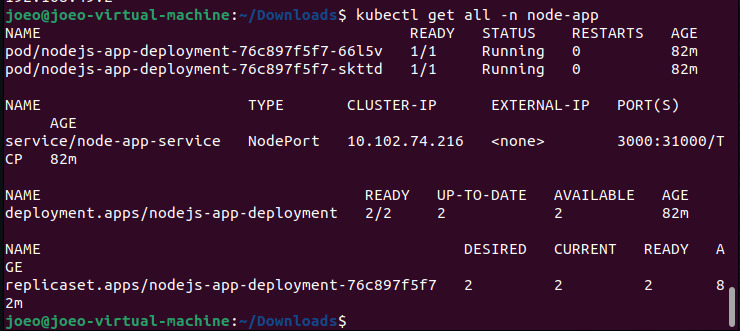 joeo@joeo-virtual-machine:~/Downloads$ kubectl get all -n node-app
NAME                                     READY   STATUS    RESTARTS   AGE
pod/nodejs-app-deployment-76c897f5f7-66l5v   1/1     Running   0          82m
pod/nodejs-app-deployment-76c897f5f7-skttd   1/1     Running   0          82m

NAME                       TYPE       CLUSTER-IP      EXTERNAL-IP   PORT(S)
     AGE
service/node-app-service   NodePort   10.102.74.216   <none>        3000:31000/T
CP   82m

NAME                                    READY   UP-TO-DATE   AVAILABLE   AGE
deployment.apps/nodejs-app-deployment   2/2     2            2           82m

NAME                                               DESIRED   CURRENT   READY   A
GE
replicaset.apps/nodejs-app-deployment-76c897f5f7   2         2         2       8
2m
joeo@joeo-virtual-machine:~/Downloads$